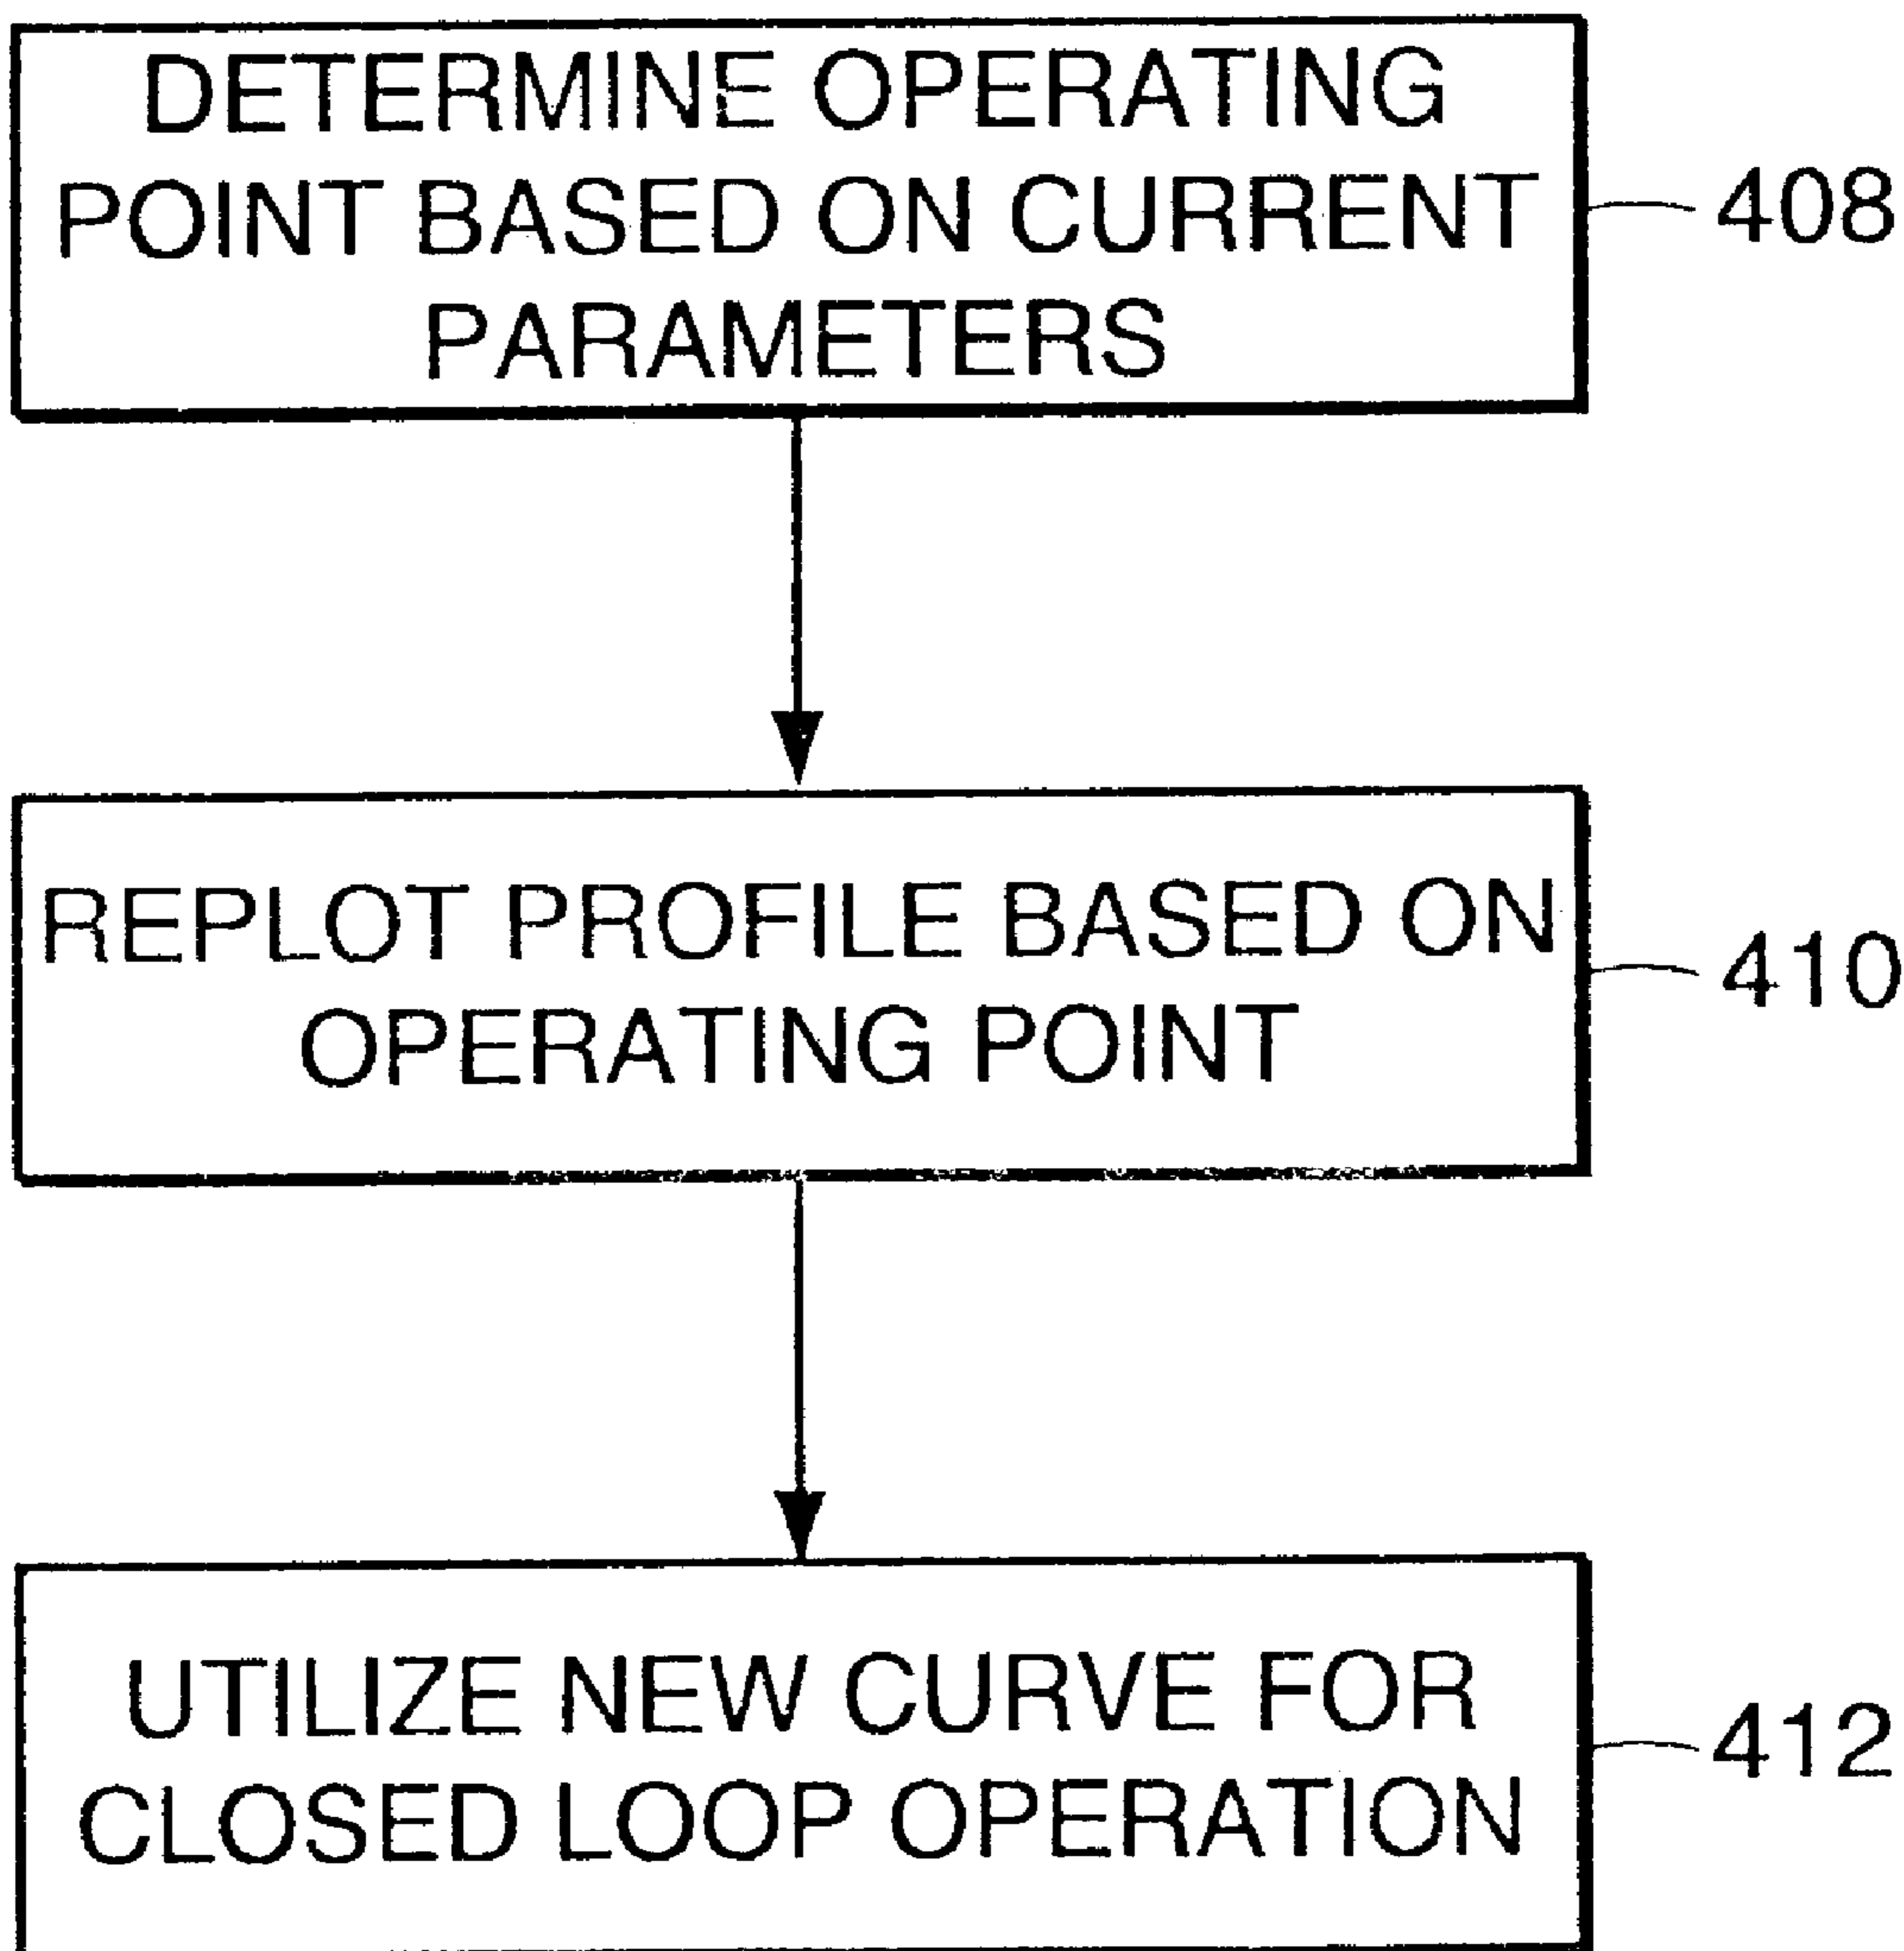 DETERMINE OPERATING
POINT BASED ON CURRENT
PARAMETERS
408
REPLOT PROFILE BASED ON
OPERATING POINT
410
UTILIZE NEW CURVE FOR
CLOSED LOOP OPERATION
412